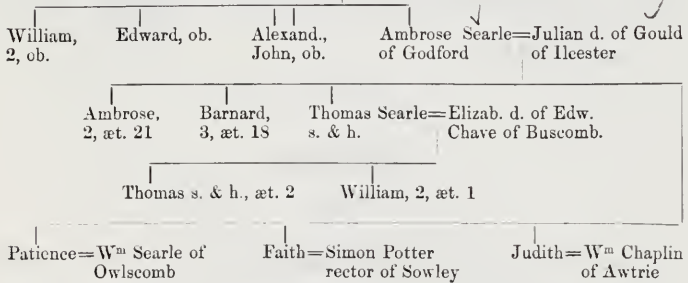 William, Edward, ob. Alexand., Ambrose Searle=Julian d. of Gould
2, ob. John, ob. of Godford of Ilcester
Ambrose, Barnard, Thomas Searle=Elizab. d. of Edw.
2, æt. 21 3, æt. 18 s. & h. Chave of Buscomb.
Thomas s. & h., æt. 2 William, 2, æt. 1
Patience=Wᵐ Searle of Faith=Simon Potter Judith=Wᵐ Chaplin
Owlscomb rector of Sowley of Awtrie